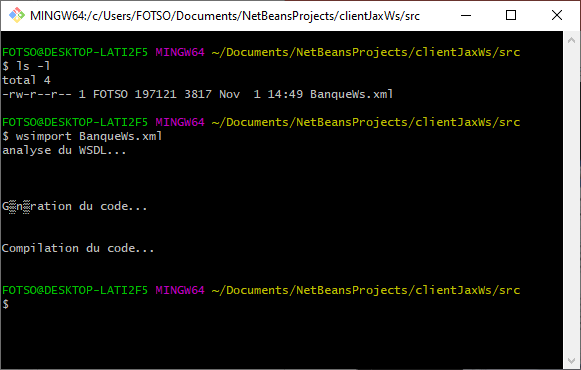 MINGW64:/c/Users/FOTSO/Documents/NetBeansProjects/clientJaxWs/src
FOTSO@DESKTOP-LATI2F5 MINGW64 ~/Documents/NetBeansProjects/clientJaxWs/src
$ ls -l
total 4
-rw-r--r-- 1 FOTSO 197121 3817 Nov  1 14:49 BanqueWs.xml
FOTSO@DESKTOP-LATI2F5 MINGW64 ~/Documents/NetBeansProjects/clientJaxWs/src
$ wsimport BanqueWs.xml
analyse du WSDL...
G▒n▒ration du code...
Compilation du code...
FOTSO@DESKTOP-LATI2F5 MINGW64 ~/Documents/NetBeansProjects/clientJaxWs/src
$